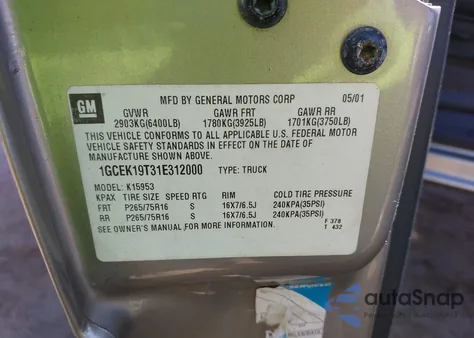 GM
MFD BY GENERAL MOTORS CORP 05/01
GVWR GAWR FRT GAWR RR
2903KG(6400LB) 1780KG(3925LB) 1701KG(3750LB)
THIS VEHICLE CONFORMS TO ALL APPLICABLE U.S. FEDERAL MOTOR
VEHICLE SAFETY STANDARDS IN EFFECT ON THE DATE OF
MANUFACTURE SHOWN ABOVE.
1GCEK19T31E312000 TYPE: TRUCK
MODEL: K15953
KPAX TIRE SIZE SPEED RTG RIM COLD TIRE PRESSURE
FRT P265/75R16 S 16X7/6.5J 240KPA(35PSI)
RR P265/75R16 S 16X7/6.5J 240KPA(35PSI)
SEE OWNER'S MANUAL FOR MORE INFORMATION.
F 378
T 432
autoSnap